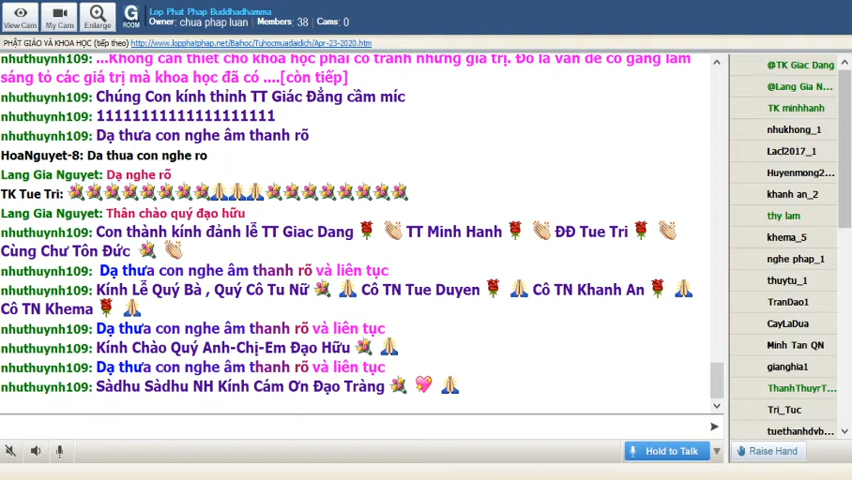 Lop Phat Phap Buddhadhamma
Owner: chua phap luan Members: 38 Cams: 0
View Cam
My Cam
Enlarge
G ROOM
PHẬT GIÁO VÀ KHOA HỌC (tiếp theo) http://www.lopphatphap.net/Baihoc/Tuhocmuadaidich/Apr-23-2020.htm
nhuthuynh109: ...Không cần thiết cho khoa học phải có tránh những giá trị. Đó là vấn đề cố gắng làm
sáng tỏ các giá trị mà khoa học đã có ....[còn tiếp]
nhuthuynh109: Chúng Con kính thỉnh TT Giác Đẳng cầm míc
nhuthuynh109: 11111111111111111111
nhuthuynh109: Dạ thưa con nghe âm thanh rõ
HoaNguyet-8: Da thua con nghe ro
Lang Gia Nguyet: Dạ nghe rõ
TK Tue Tri:
Lang Gia Nguyet: Thân chào quý đạo hữu
nhuthuynh109: Con thành kính đảnh lễ TT Giac Dang TT Minh Hanh ĐĐ Tue Tri
Cùng Chư Tôn Đức
nhuthuynh109: Dạ thưa con nghe âm thanh rõ và liên tục
nhuthuynh109: Kính Lễ Quý Bà , Quý Cô Tu Nữ Cô TN Tue Duyen Cô TN Khanh An
Cô TN Khema
nhuthuynh109: Dạ thưa con nghe âm thanh rõ và liên tục
nhuthuynh109: Kính Chào Quý Anh-Chị-Em Đạo Hữu
nhuthuynh109: Dạ thưa con nghe âm thanh rõ và liên tục
nhuthuynh109: Sàdhu Sàdhu NH Kính Cám Ơn Đạo Tràng
@TK Giac Dang
@Lang Gia N...
TK minhhanh
nhukhong_1
Lacl2017_1
Huyenmong2...
khanh an_2
thy lam
khema_5
nghe phap_1
thuytu_1
TranDao1
CayLaDua
Minh Tan QN
gianghia1
ThanhThuyrT...
Tri_Tuc
tuethanhdvb...
Hold to Talk
Raise Hand